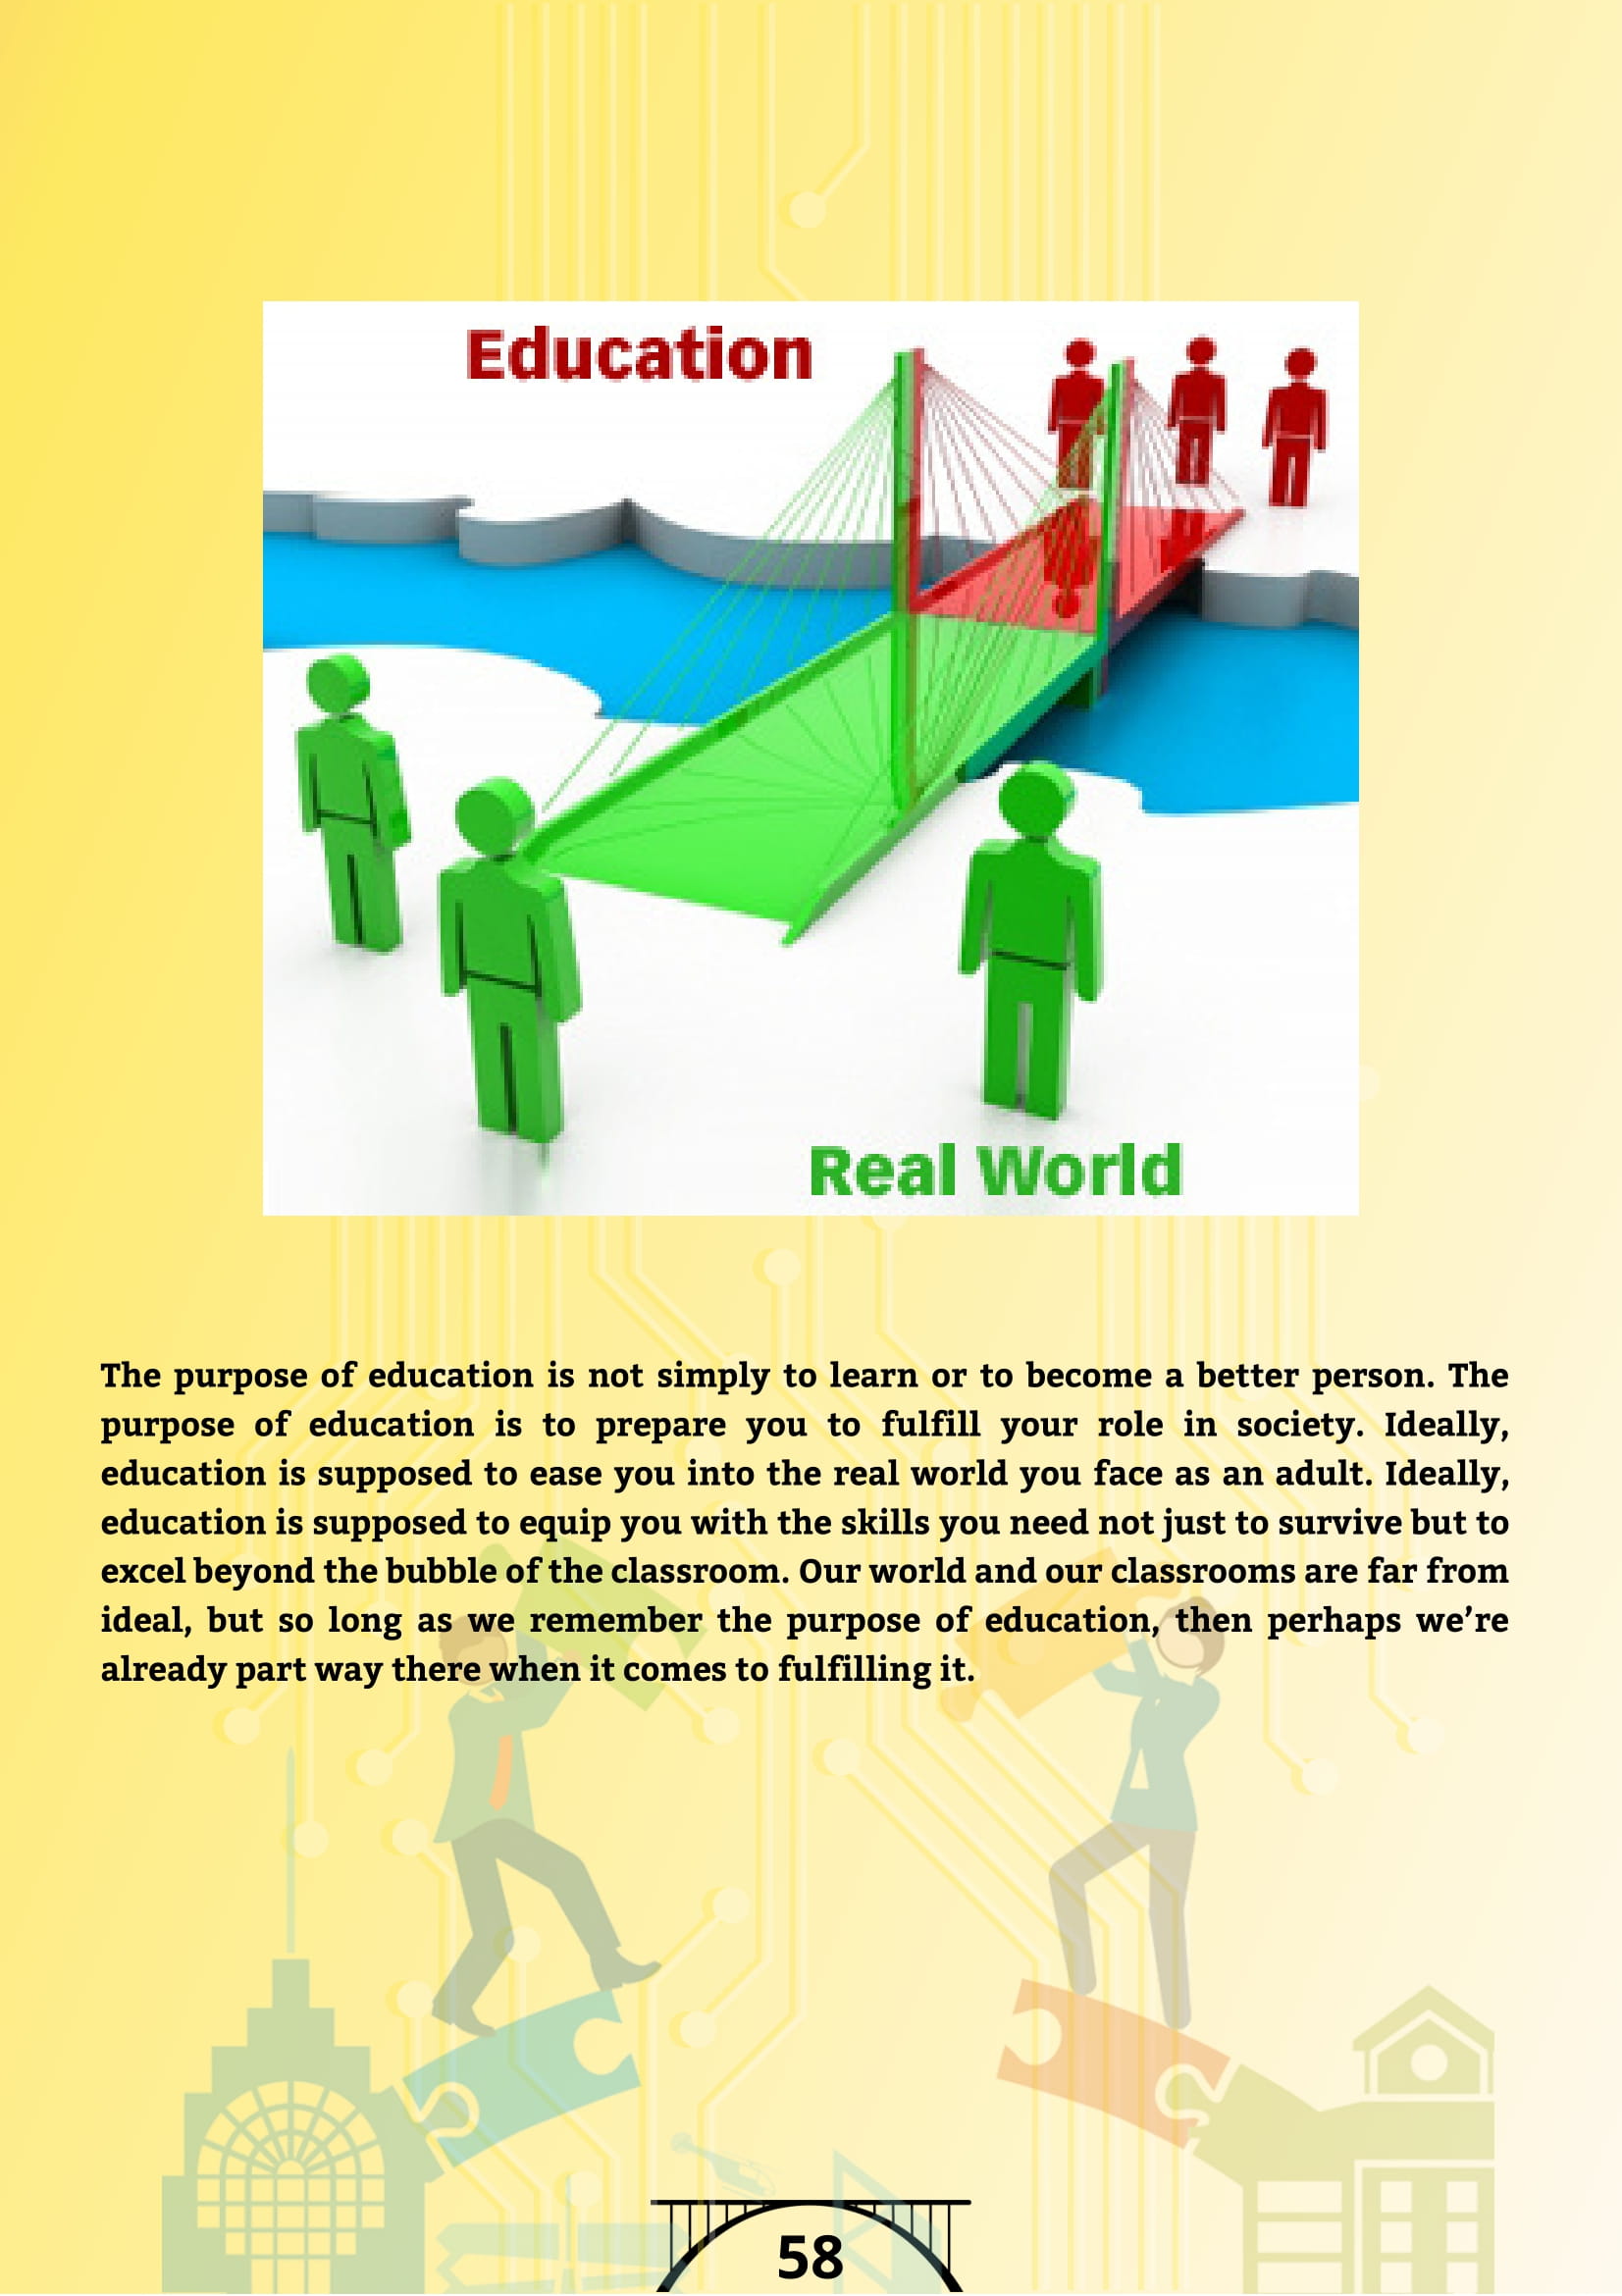 Education
Real World
The purpose of education is not simply to learn or to become a better person. The
purpose of education is to prepare you to fulfill your role in society. Ideally,
education is supposed to ease you into the real world you face as an adult. Ideally,
education is supposed to equip you with the skills you need not just to survive but to
excel beyond the bubble of the classroom. Our world and our classrooms are far from
ideal, but so long as we remember the purpose of education, then perhaps we’re
already part way there when it comes to fulfilling it.
58